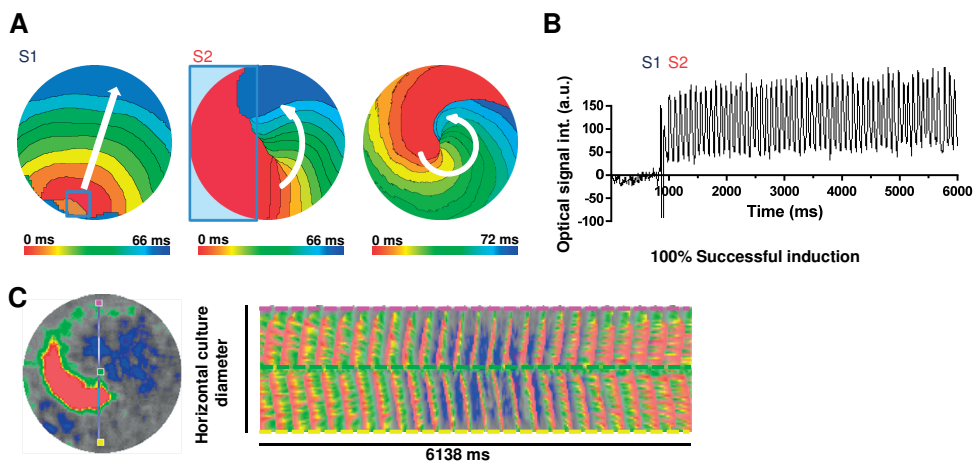 A
S1
S2
0 ms 66 ms
0 ms 66 ms
0 ms 72 ms
B
S1 S2
Optical signal int. (a.u.)
150
100
50
0
-50
-100
1000 2000 3000 4000 5000 6000
Time (ms)
100% Successful induction
C
Horizontal culture
diameter
6138 ms